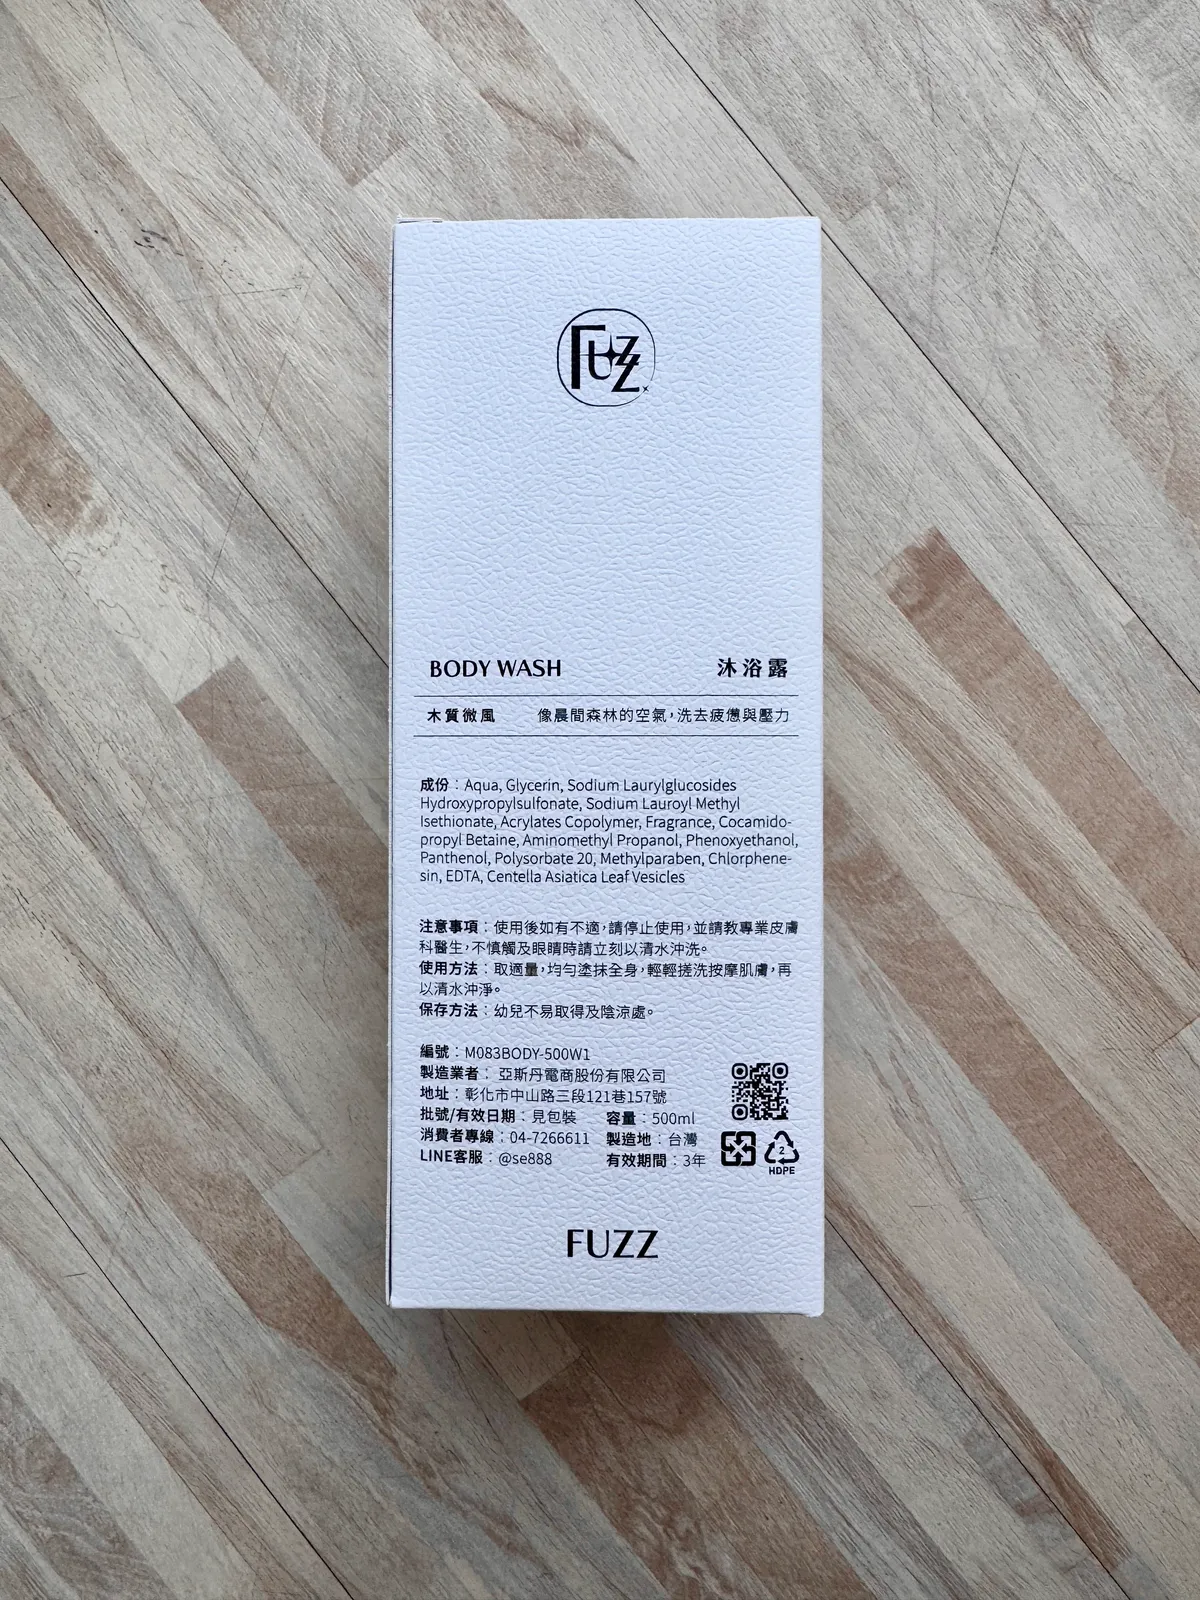 Fuzz
BODY WASH 沐浴露
木質微風 像晨間森林的空氣，洗去疲憊與壓力
成份：Aqua, Glycerin, Sodium Laurylglucosides
Hydroxypropylsulfonate, Sodium Lauroyl Methyl
Isethionate, Acrylates Copolymer, Fragrance, Cocamido-
propyl Betaine, Aminomethyl Propanol, Phenoxyethanol,
Panthenol, Polysorbate 20, Methylparaben, Chlorphene-
sin, EDTA, Centella Asiatica Leaf Vesicles
注意事項：使用後如有不適，請停止使用，並請教專業皮膚
科醫生，不慎觸及眼睛時請立刻以清水沖洗。
使用方法：取適量，均勻塗抹全身，輕輕搓洗按摩肌膚，再
以清水沖淨。
保存方法：幼兒不易取得及陰涼處。
編號：M083BODY-500W1
製造業者：亞斯丹電商股份有限公司
地址：彰化市中山路三段121巷157號
批號/有效日期：見包裝 容量：500ml
消費者專線：04-7266611 製造地：台灣
LINE客服：@se888 有效期間：3年
2
HDPE
FUZZ